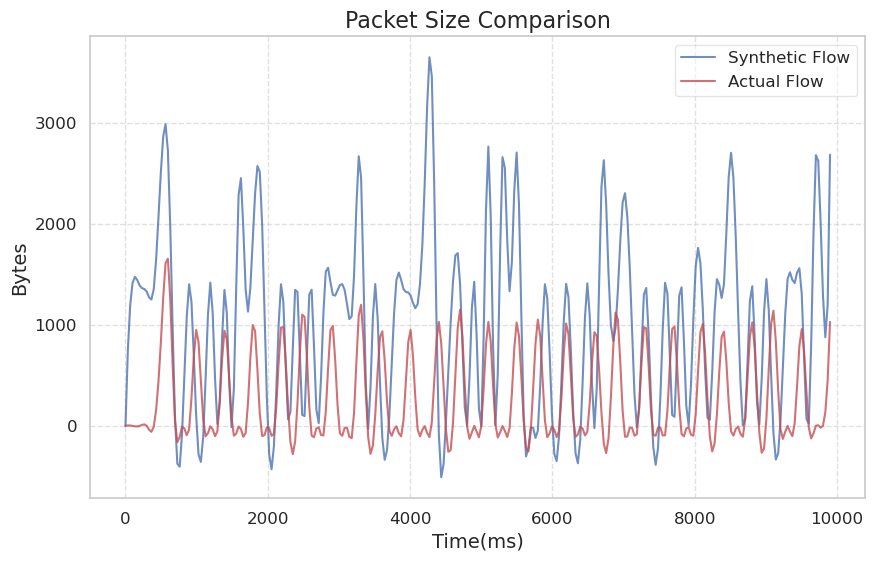 Packet Size Comparison
Synthetic Flow
Actual Flow
3000
2000
1000
0
Bytes
0 2000 4000 6000 8000 10000
Time(ms)